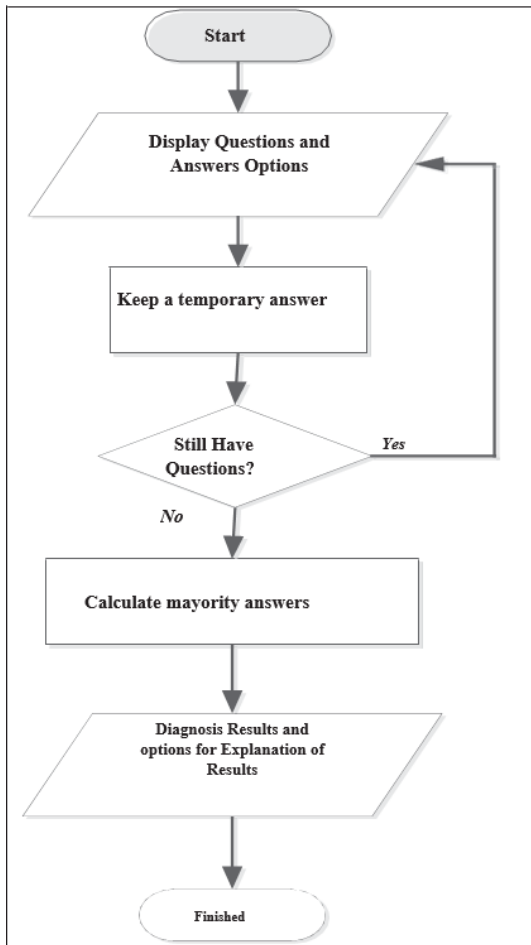 Start
Display Questions and
Answers Options
Keep a temporary answer
Still Have
Questions?
Yes
No
Calculate mayority answers
Diagnosis Results and
options for Explanation of
Results
Finished